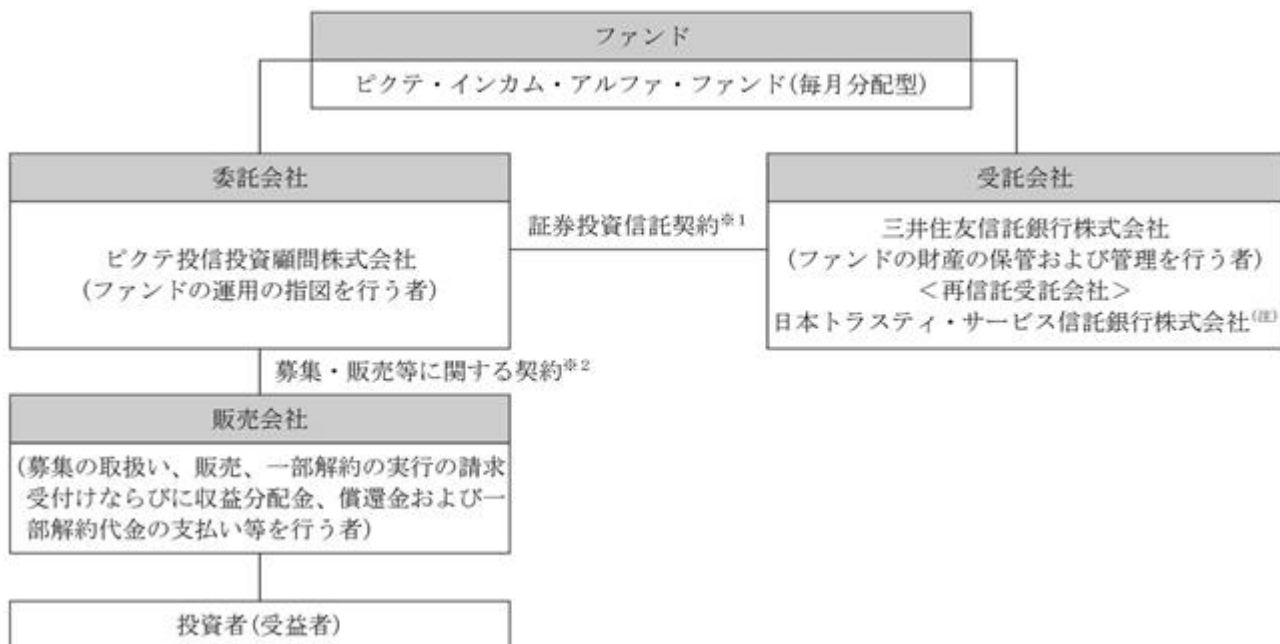 ファンド
ピクテ・インカム・アルファ・ファンド(毎月分配型)
委託会社
ピクテ投信投資顧問株式会社
(ファンドの運用の指図を行う者)
証券投資信託契約※1
受託会社
三井住友信託銀行株式会社
(ファンドの財産の保管および管理を行う者)
<再信託受託会社>
日本トラスティ・サービス信託銀行株式会社(注)
募集・販売等に関する契約※2
販売会社
(募集の取扱い、販売、一部解約の実行の請求
受付けならびに収益分配金、償還金および一
部解約代金の支払い等を行う者)
投資者(受益者)